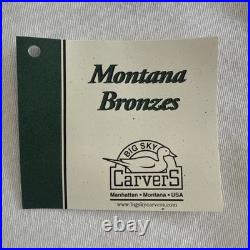 Montana
Bronzes
BIG SKY
CarverS
Manhattan • Montana • USA
www.bigskycarvers.com